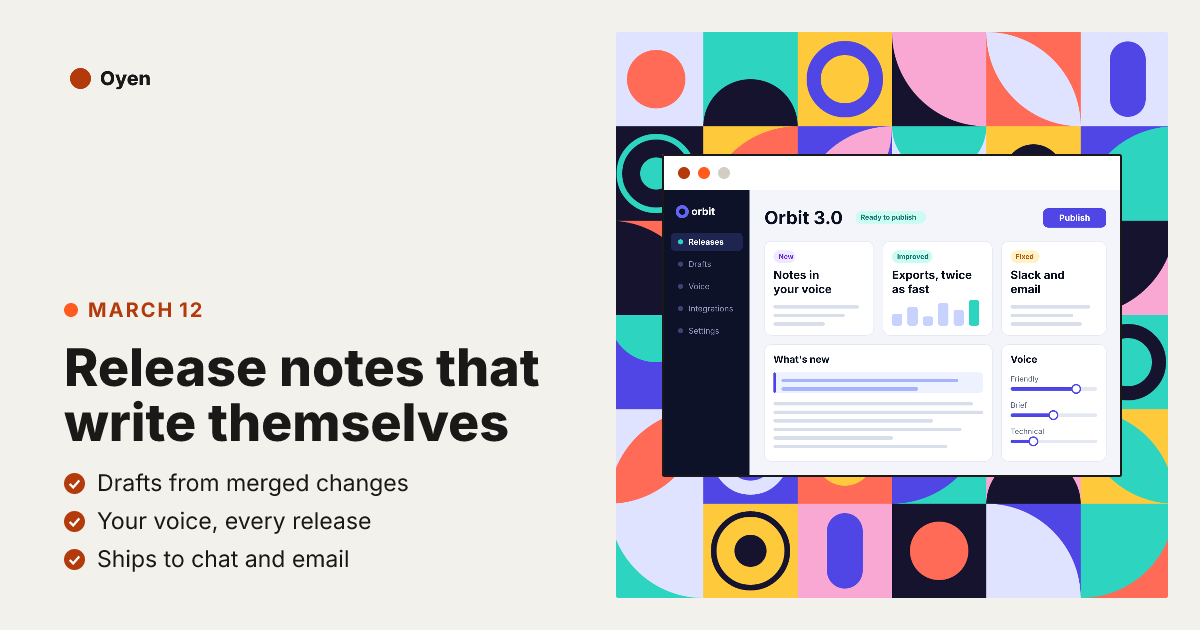 Oyen
MARCH 12
Release notes that
write themselves
Drafts from merged changes
Your voice, every release
Ships to chat and email
orbit
Releases
Drafts
Voice
Integrations
Settings
Orbit 3.0
Ready to publish
Publish
New
Notes in
your voice
Improved
Exports, twice
as fast
Fixed
Slack and
email
What's new
Voice
Friendly
Brief
Technical